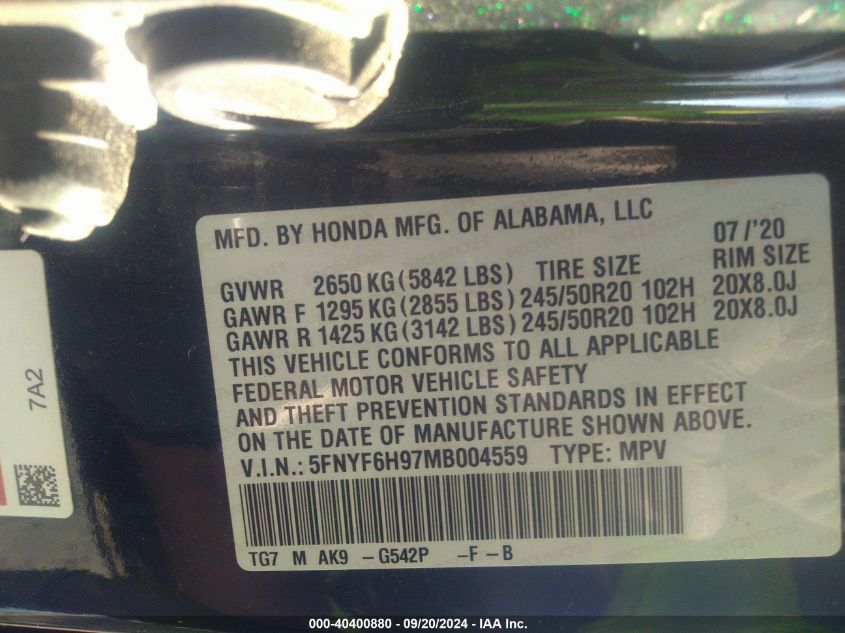 MFD. BY HONDA MFG. OF ALABAMA, LLC 07/'20
GVWR 2650 KG (5842 LBS) TIRE SIZE RIM SIZE
GAWR F 1295 KG (2855 LBS) 245/50R20 102H 20X8.0J
GAWR R 1425 KG (3142 LBS) 245/50R20 102H 20X8.0J
THIS VEHICLE CONFORMS TO ALL APPLICABLE
FEDERAL MOTOR VEHICLE SAFETY
AND THEFT PREVENTION STANDARDS IN EFFECT
ON THE DATE OF MANUFACTURE SHOWN ABOVE.
V.I.N.: 5FNYF6H97MB004559 TYPE: MPV
TG7 M AK9 -G542P -F-B
7A2
000-40400880 - 09/20/2024 - IAA Inc.